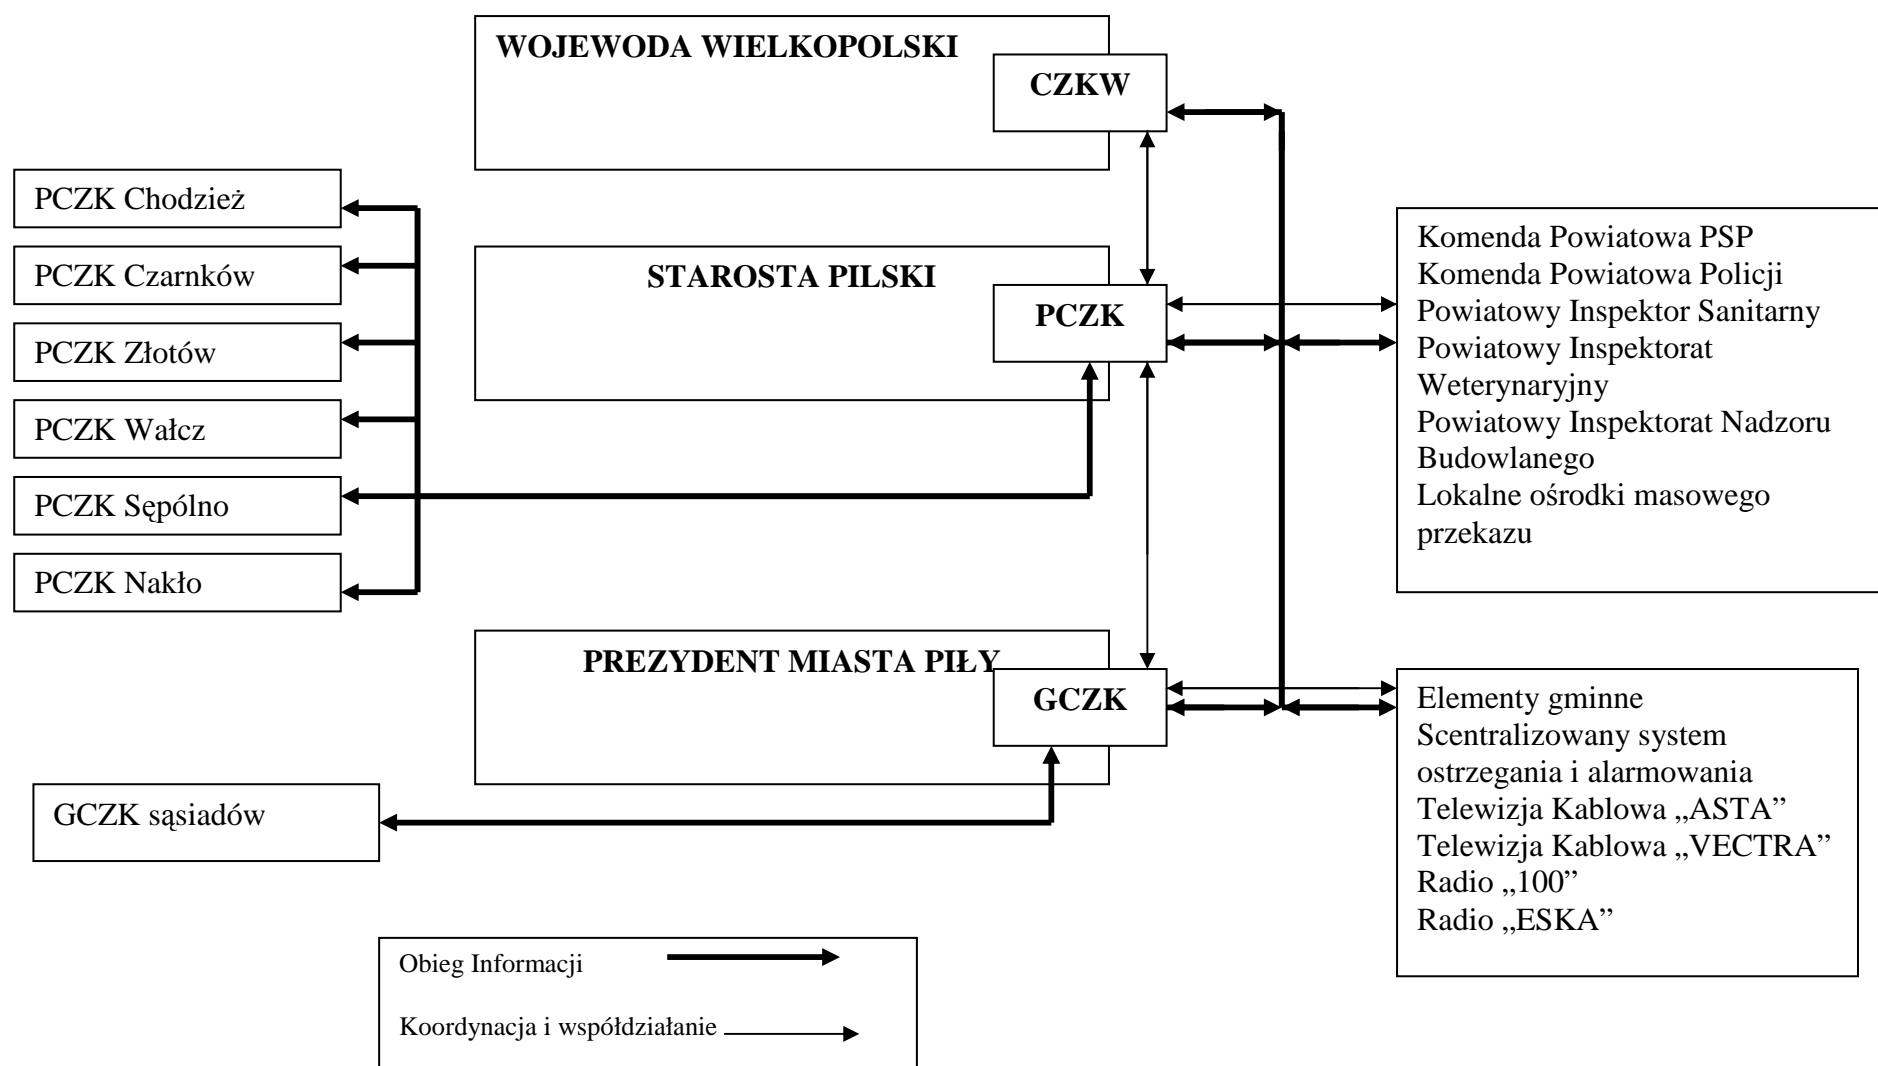 WOJEWODA WIELKOPOLSKI
CZKW
PCZK Chodzież
PCZK Czarnków
PCZK Złotów
PCZK Wałcz
PCZK Sępólno
PCZK Nakło
STAROSTA PILSKI
PCZK
Komenda Powiatowa PSP
Komenda Powiatowa Policji
Powiatowy Inspektor Sanitarny
Powiatowy Inspektorat
Weterynaryjny
Powiatowy Inspektorat Nadzoru
Budowlanego
Lokalne ośrodki masowego
przekazu
PREZYDENT MIASTA PIŁY
GCZK
GCZK sąsiadów
Elementy gminne
Scentralizowany system
ostrzegania i alarmowania
Telewizja Kablowa „ASTA”
Telewizja Kablowa „VECTRA”
Radio „100”
Radio „ESKA”
Obieg Informacji
Koordynacja i współdziałanie